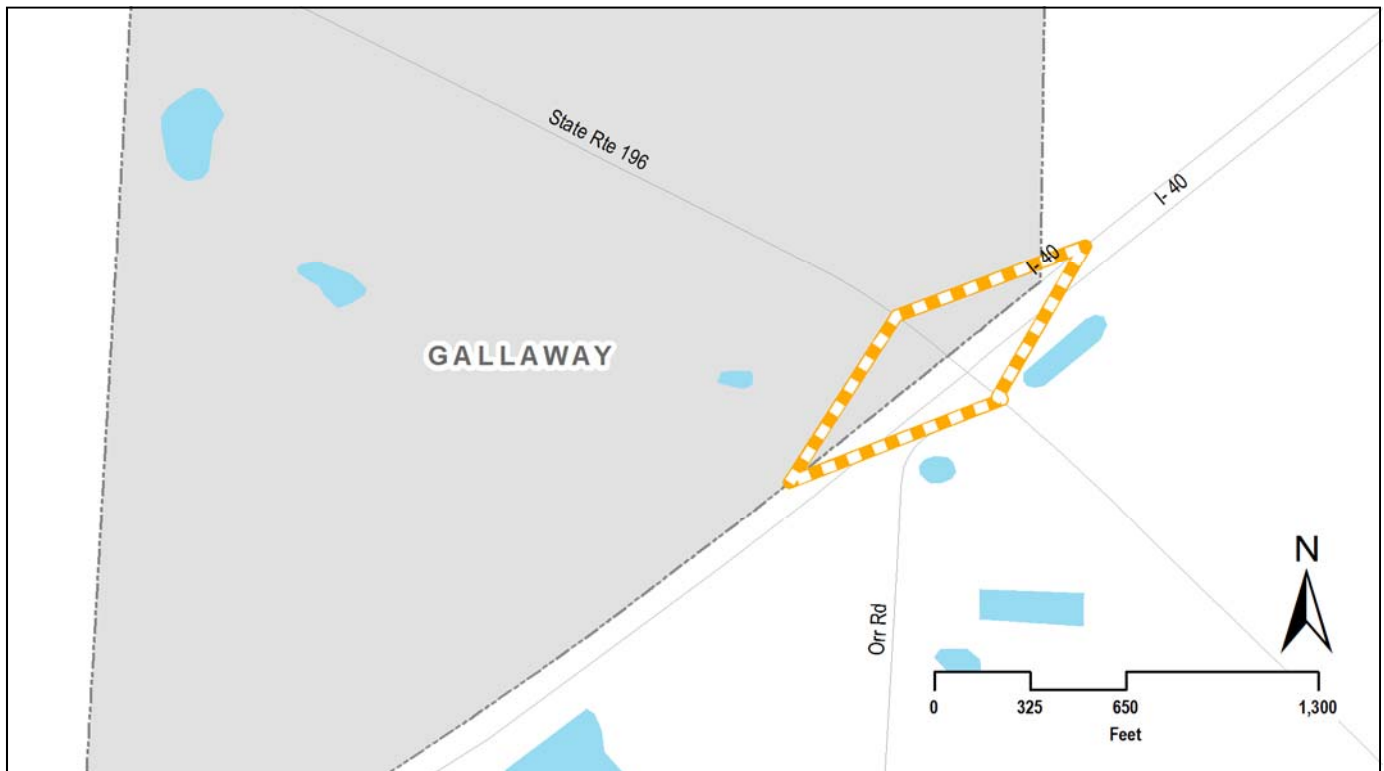 State Rte 196
I- 40
I- 40
GALLAWAY
Orr Rd
N
0 325 650 1,300
Feet